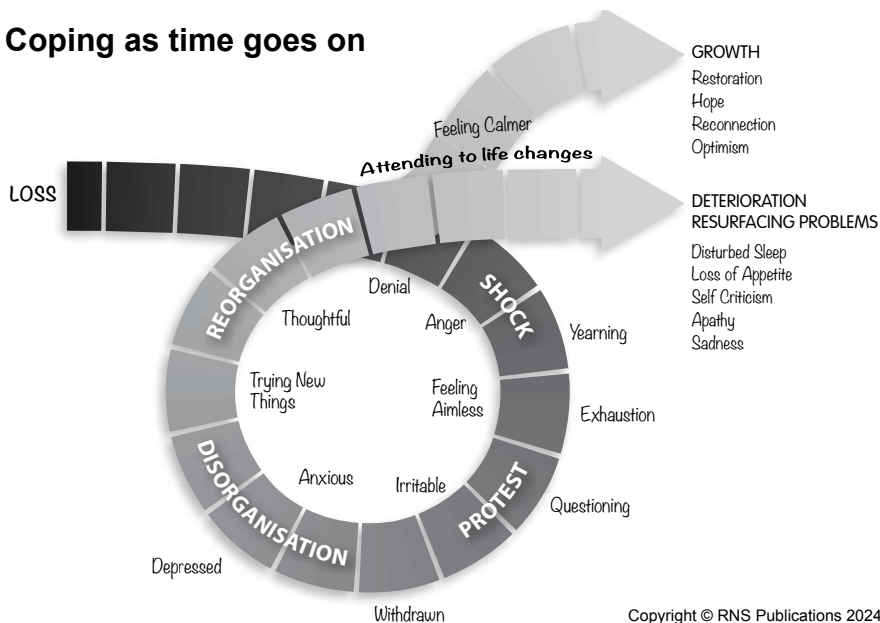 Coping as time goes on
LOSS
Feeling Calmer
Attending to life changes
GROWTH
Restoration
Hope
Reconnection
Optimism
DETERIORATION
RESURFACING PROBLEMS
Disturbed Sleep
Loss of Appetite
Self Criticism
Apathy
Sadness
REORGANISATION
SHOCK
Denial
Thoughtful
Anger
Yearning
Trying New
Things
Feeling
Aimless
Exhaustion
DISORGANISATION
Anxious
Irritable
PROTEST
Questioning
Depressed
Withdrawn
Copyright © RNS Publications 2024